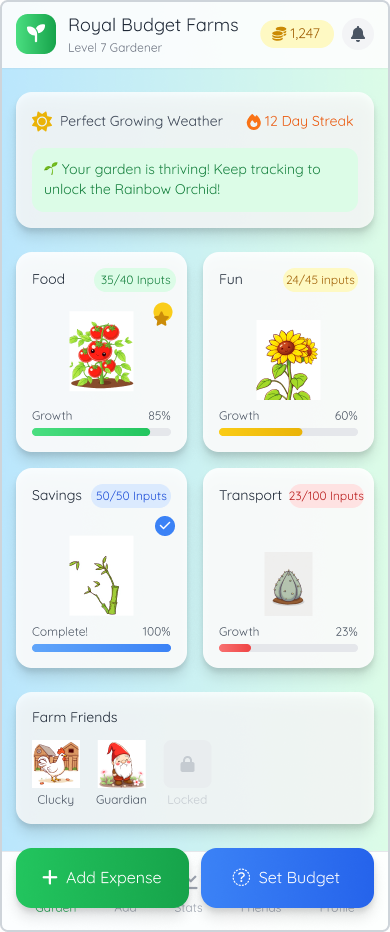 Royal Budget Farms
Level 7 Gardener
1,247
Perfect Growing Weather
12 Day Streak
Your garden is thriving! Keep tracking to
unlock the Rainbow Orchid!
Food
35/40 Inputs
Growth
85%
Fun
24/45 inputs
Growth
60%
Savings
50/50 Inputs
Complete!
100%
Transport
23/100 Inputs
Growth
23%
Farm Friends
Clucky
Guardian
Locked
Add Expense
Set Budget
Garden
Add
Stats
Friends
Profile